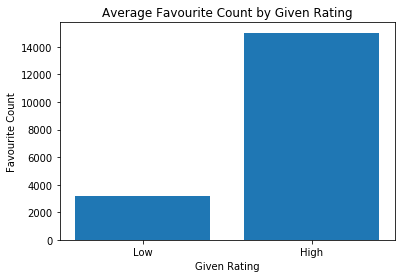 Average Favourite Count by Given Rating
Favourite Count
14000
12000
10000
8000
6000
4000
2000
0
Low High
Given Rating